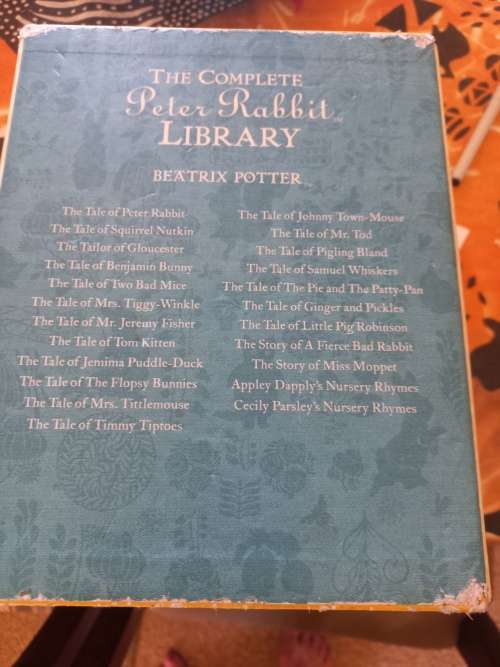 THE COMPLETE
Peter Rabbit™
LIBRARY
BEATRIX POTTER
The Tale of Peter Rabbit
The Tale of Squirrel Nutkin
The Tailor of Gloucester
The Tale of Benjamin Bunny
The Tale of Two Bad Mice
The Tale of Mrs. Tiggy-Winkle
The Tale of Mr. Jeremy Fisher
The Tale of Tom Kitten
The Tale of Jemima Puddle-Duck
The Tale of The Flopsy Bunnies
The Tale of Mrs. Tittlemouse
The Tale of Timmy Tiptoes
The Tale of Johnny Town-Mouse
The Tale of Mr. Tod
The Tale of Pigling Bland
The Tale of Samuel Whiskers
The Tale of The Pie and The Patty-Pan
The Tale of Ginger and Pickles
The Tale of Little Pig Robinson
The Story of A Fierce Bad Rabbit
The Story of Miss Moppet
Appley Dapply's Nursery Rhymes
Cecily Parsley's Nursery Rhymes